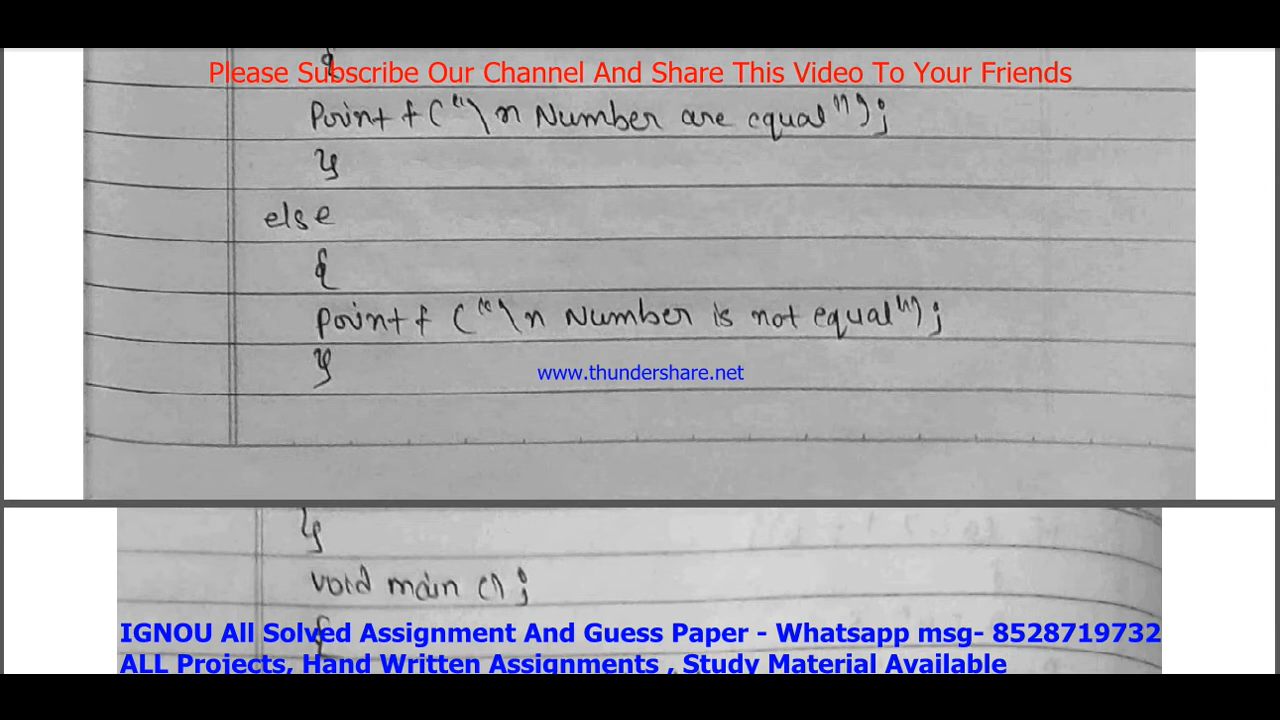 {
Please Subscribe Our Channel And Share This Video To Your Friends
Printf ("\n Number are equal");
}
else
{
printf ("\n Number is not equal");
}
www.thundershare.net
}
void main ();
{
IGNOU All Solved Assignment And Guess Paper - Whatsapp msg- 8528719732
ALL Projects, Hand Written Assignments , Study Material Available